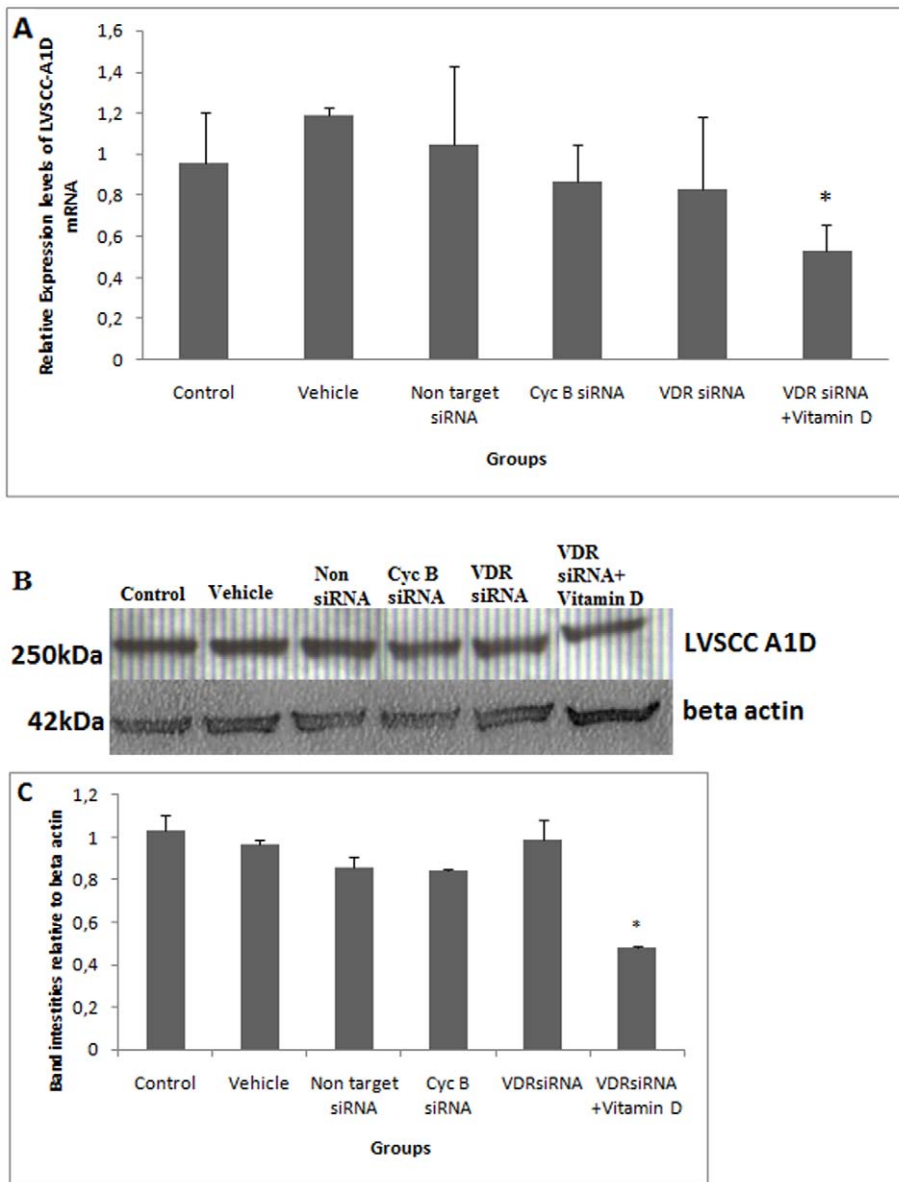 A
Relative Expression levels of LVSCC-A1D
mRNA
1,6
1,4
1,2
1
0,8
0,6
0,4
0,2
0
*
Control
Vehicle
Non target
siRNA
Cyc B siRNA
VDR siRNA
VDR siRNA
+Vitamin D
Groups
B
Control
Vehicle
Non
siRNA
Cyc B
siRNA
VDR
siRNA
VDR
siRNA+
Vitamin D
250kDa
LVSCC A1D
42kDa
beta actin
C
Band intestities relative to beta actin
1,2
1
0,8
0,6
0,4
0,2
0
*
Control
Vehicle
Non target
siRNA
Cyc B
siRNA
VDRsiRNA
VDRsiRNA
+Vitamin D
Groups